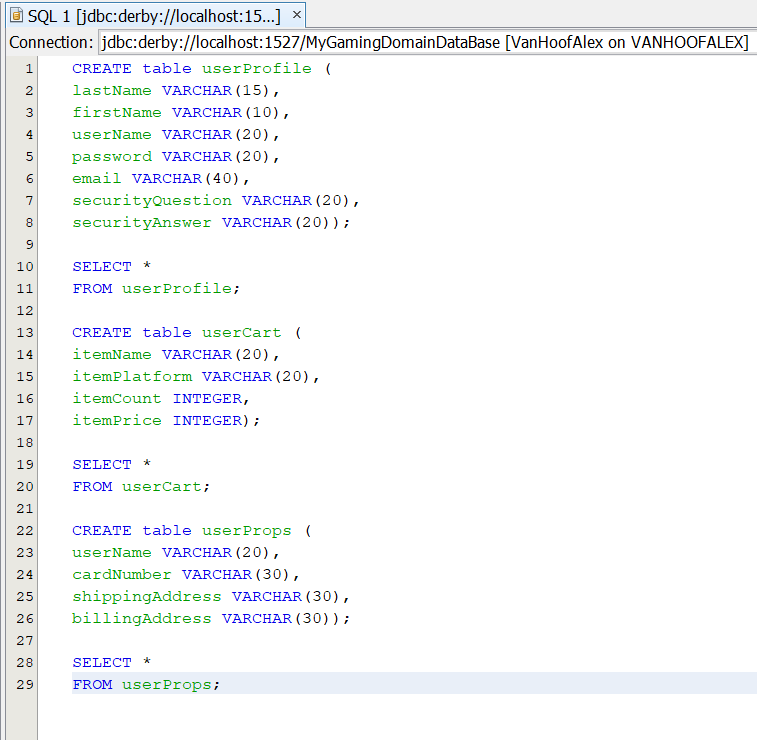 SQL 1 [jdbc:derby://localhost:15...] ×
Connection: jdbc:derby://localhost:1527/MyGamingDomainDataBase [VanHoofAlex on VANHOOFALEX]
1 CREATE table userProfile (
2 lastName VARCHAR(15),
3 firstName VARCHAR(10),
4 userName VARCHAR(20),
5 password VARCHAR(20),
6 email VARCHAR(40),
7 securityQuestion VARCHAR(20),
8 securityAnswer VARCHAR(20));
9
10 SELECT *
11 FROM userProfile;
12
13 CREATE table userCart (
14 itemName VARCHAR(20),
15 itemPlatform VARCHAR(20),
16 itemCount INTEGER,
17 itemPrice INTEGER);
18
19 SELECT *
20 FROM userCart;
21
22 CREATE table userProps (
23 userName VARCHAR(20),
24 cardNumber VARCHAR(30),
25 shippingAddress VARCHAR(30),
26 billingAddress VARCHAR(30));
27
28 SELECT *
29 FROM userProps;